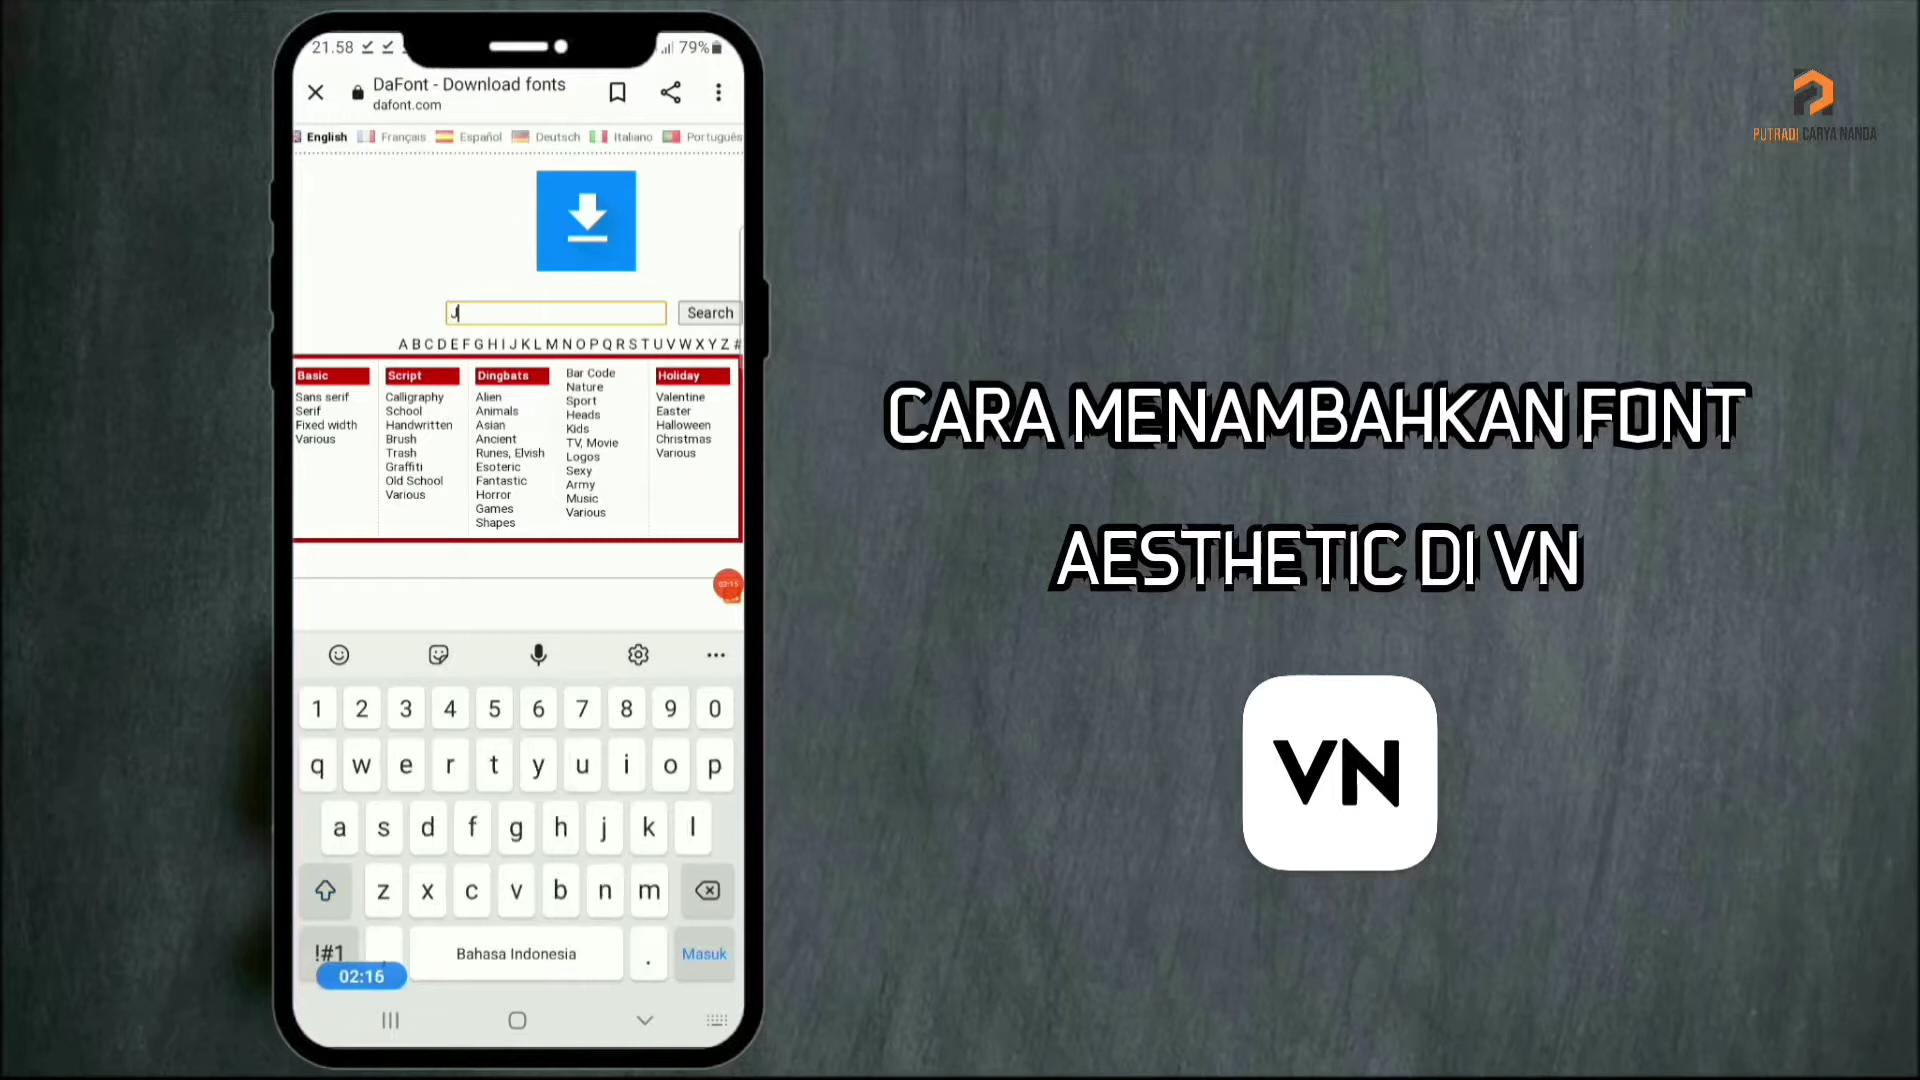 21.58
79%
DaFont - Download fonts
dafont.com
English Français Español Deutsch Italiano Português
J
Search
A B C D E F G H I J K L M N O P Q R S T U V W X Y Z #
Basic
Sans serif
Serif
Fixed width
Various
Script
Calligraphy
School
Handwritten
Brush
Trash
Graffiti
Old School
Various
Dingbats
Alien
Animals
Asian
Ancient
Runes, Elvish
Esoteric
Fantastic
Horror
Games
Shapes
Bar Code
Nature
Sport
Heads
Kids
TV, Movie
Logos
Sexy
Army
Music
Various
Holiday
Valentine
Easter
Halloween
Christmas
Various
02:15
1 2 3 4 5 6 7 8 9 0
q w e r t y u i o p
a s d f g h j k l
z x c v b n m
!#1 , Bahasa Indonesia . Masuk
02:16
PUTRADI CARYA NANDA
CARA MENAMBAHKAN FONT
AESTHETIC DI VN
VN